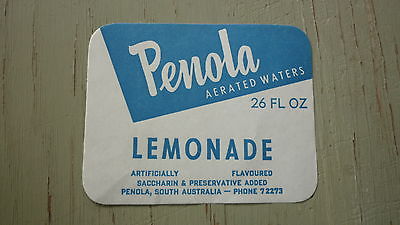 Penola
AERATED WATERS
26 FL OZ
LEMONADE
ARTIFICIALLY FLAVOURED
SACCHARIN & PRESERVATIVE ADDED
PENOLA, SOUTH AUSTRALIA — PHONE 72273